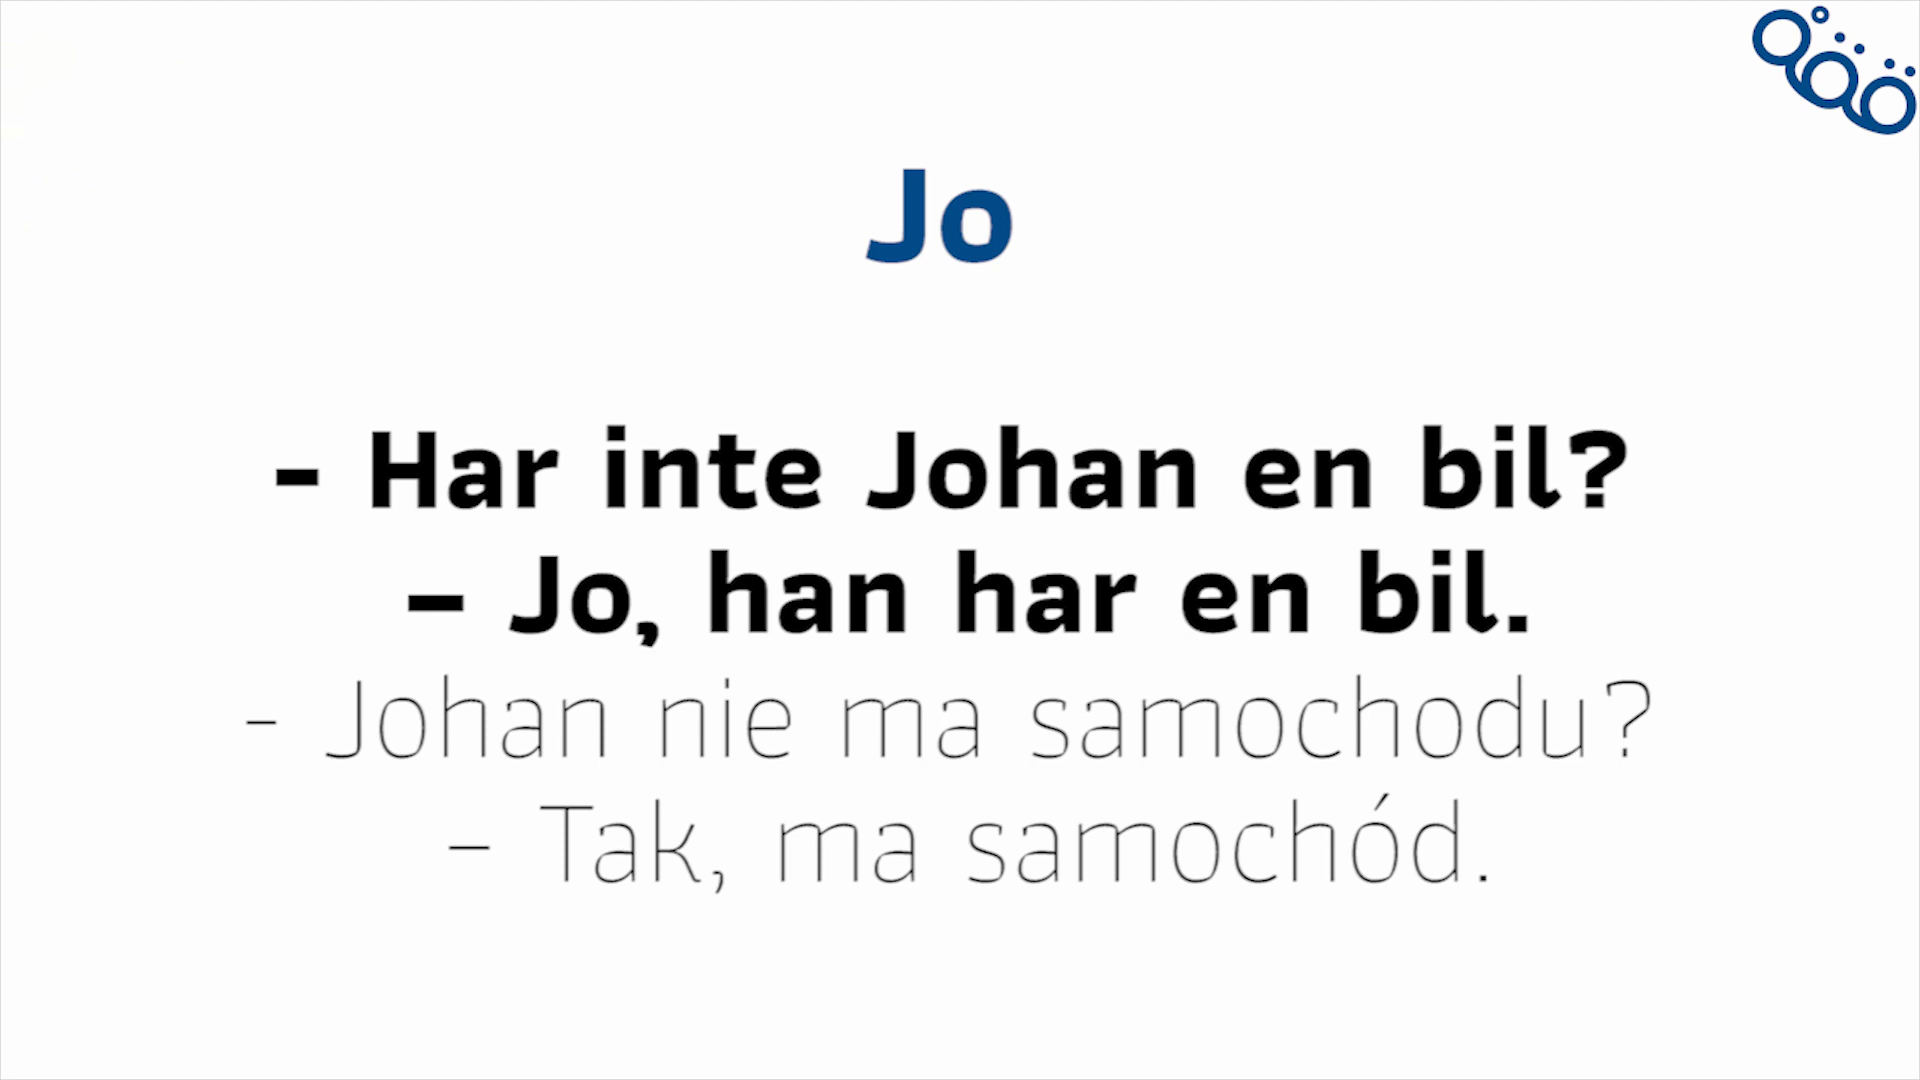 Jo
- Har inte Johan en bil?
– Jo, han har en bil.
- Johan nie ma samochodu?
– Tak, ma samochód.